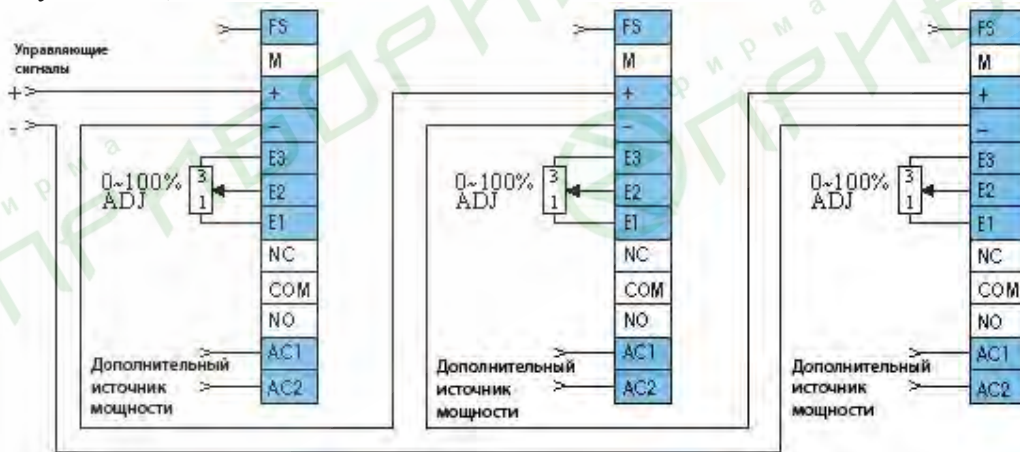 Управляющие
сигналы
+
-
FS
M
+
-
E3
E2
E1
NC
COM
NO
AC1
AC2
0~100%
ADJ
3
1
Дополнительный
источник
мощности
FS
M
+
-
E3
E2
E1
NC
COM
NO
AC1
AC2
0~100%
ADJ
3
1
Дополнительный
источник
мощности
FS
M
+
-
E3
E2
E1
NC
COM
NO
AC1
AC2
0~100%
ADJ
3
1
Дополнительный
источник
мощности
фирма